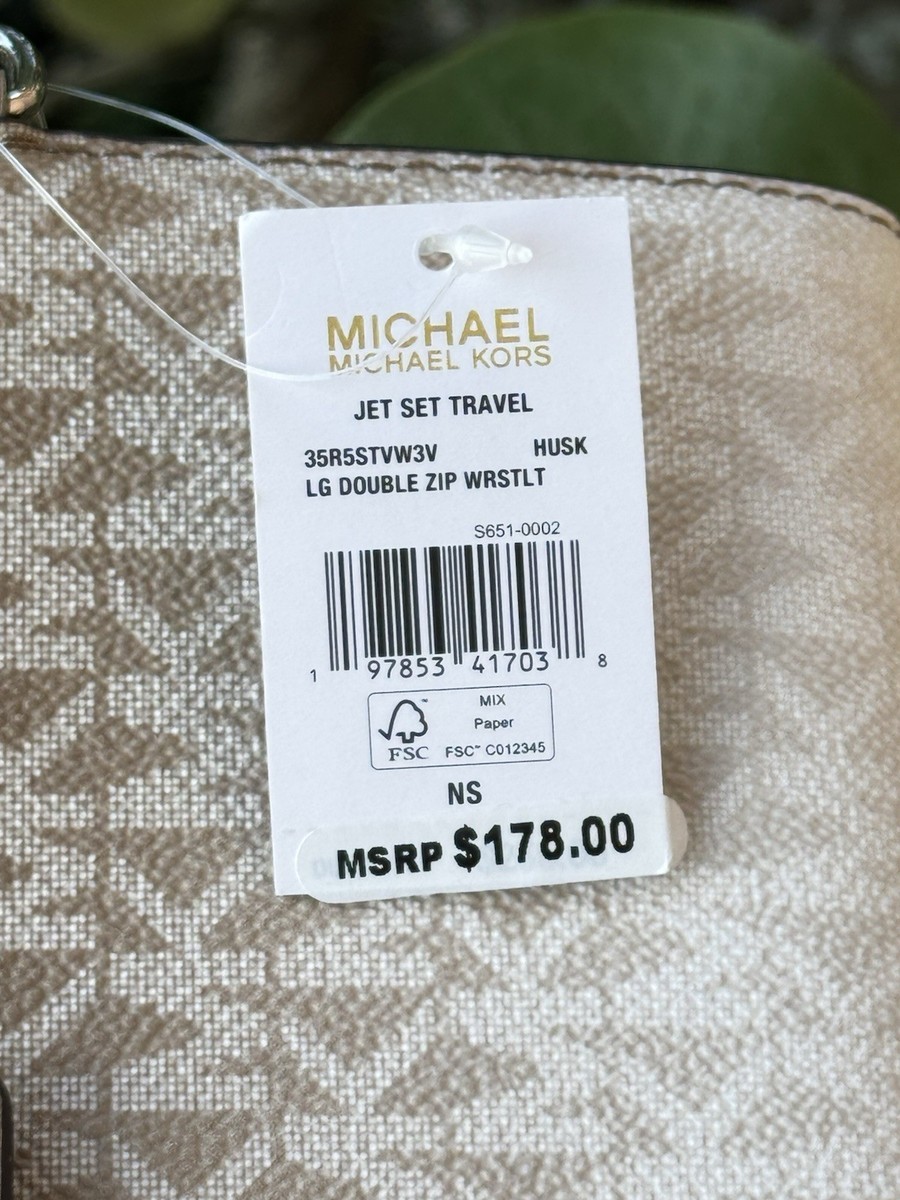 MICHAEL
MICHAEL KORS
JET SET TRAVEL
35R5STVW3V HUSK
LG DOUBLE ZIP WRSTLT
S651-0002
1 97853 41703 8
MIX
Paper
FSC™ FSC™ C012345
NS
MSRP $178.00